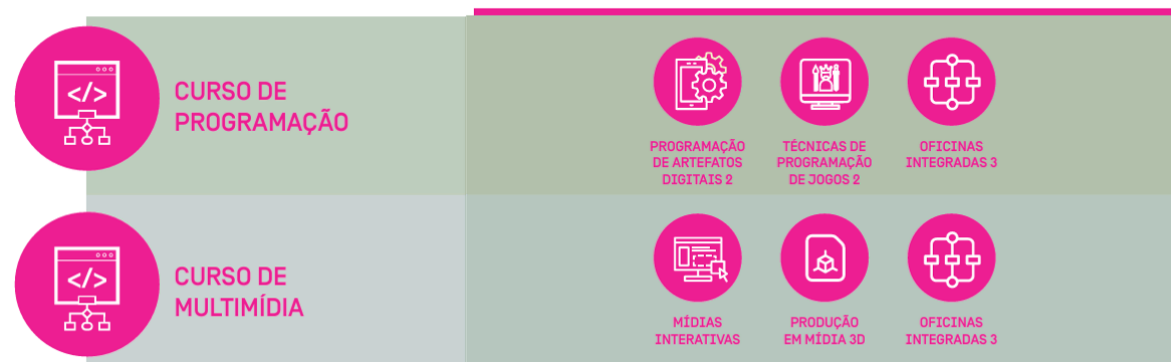 CURSO DE
PROGRAMAÇÃO
PROGRAMAÇÃO
DE ARTEFATOS
DIGITAIS 2
TÉCNICAS DE
PROGRAMAÇÃO
DE JOGOS 2
OFICINAS
INTEGRADAS 3
CURSO DE
MULTIMÍDIA
MÍDIAS
INTERATIVAS
PRODUÇÃO
EM MÍDIA 3D
OFICINAS
INTEGRADAS 3